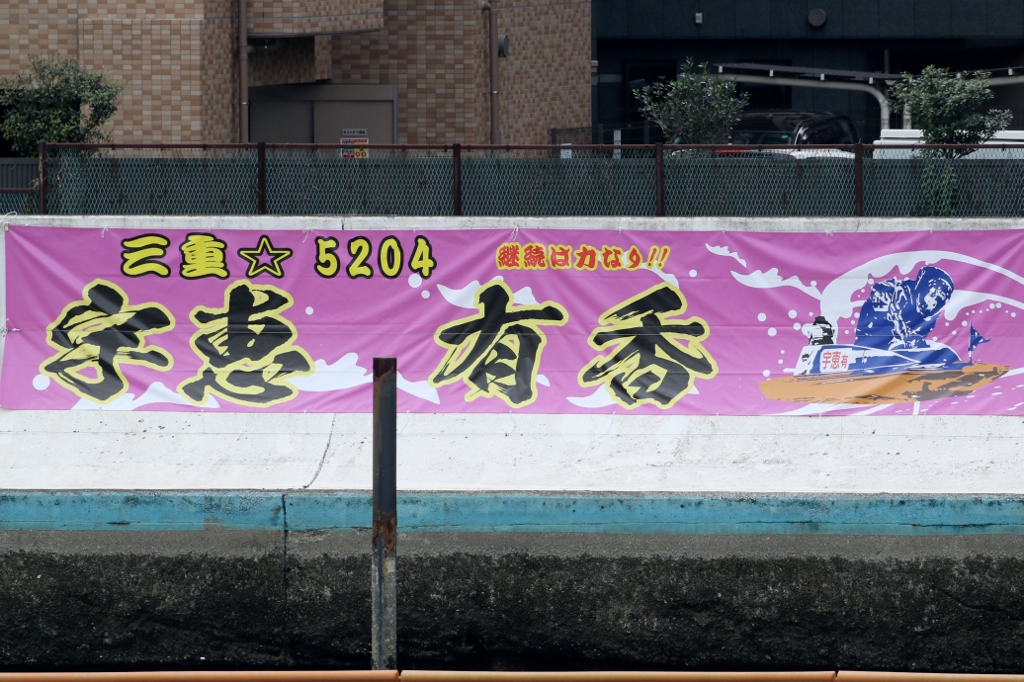 三重☆5204
継続は力なり!!
宇恵 有香
宇恵有